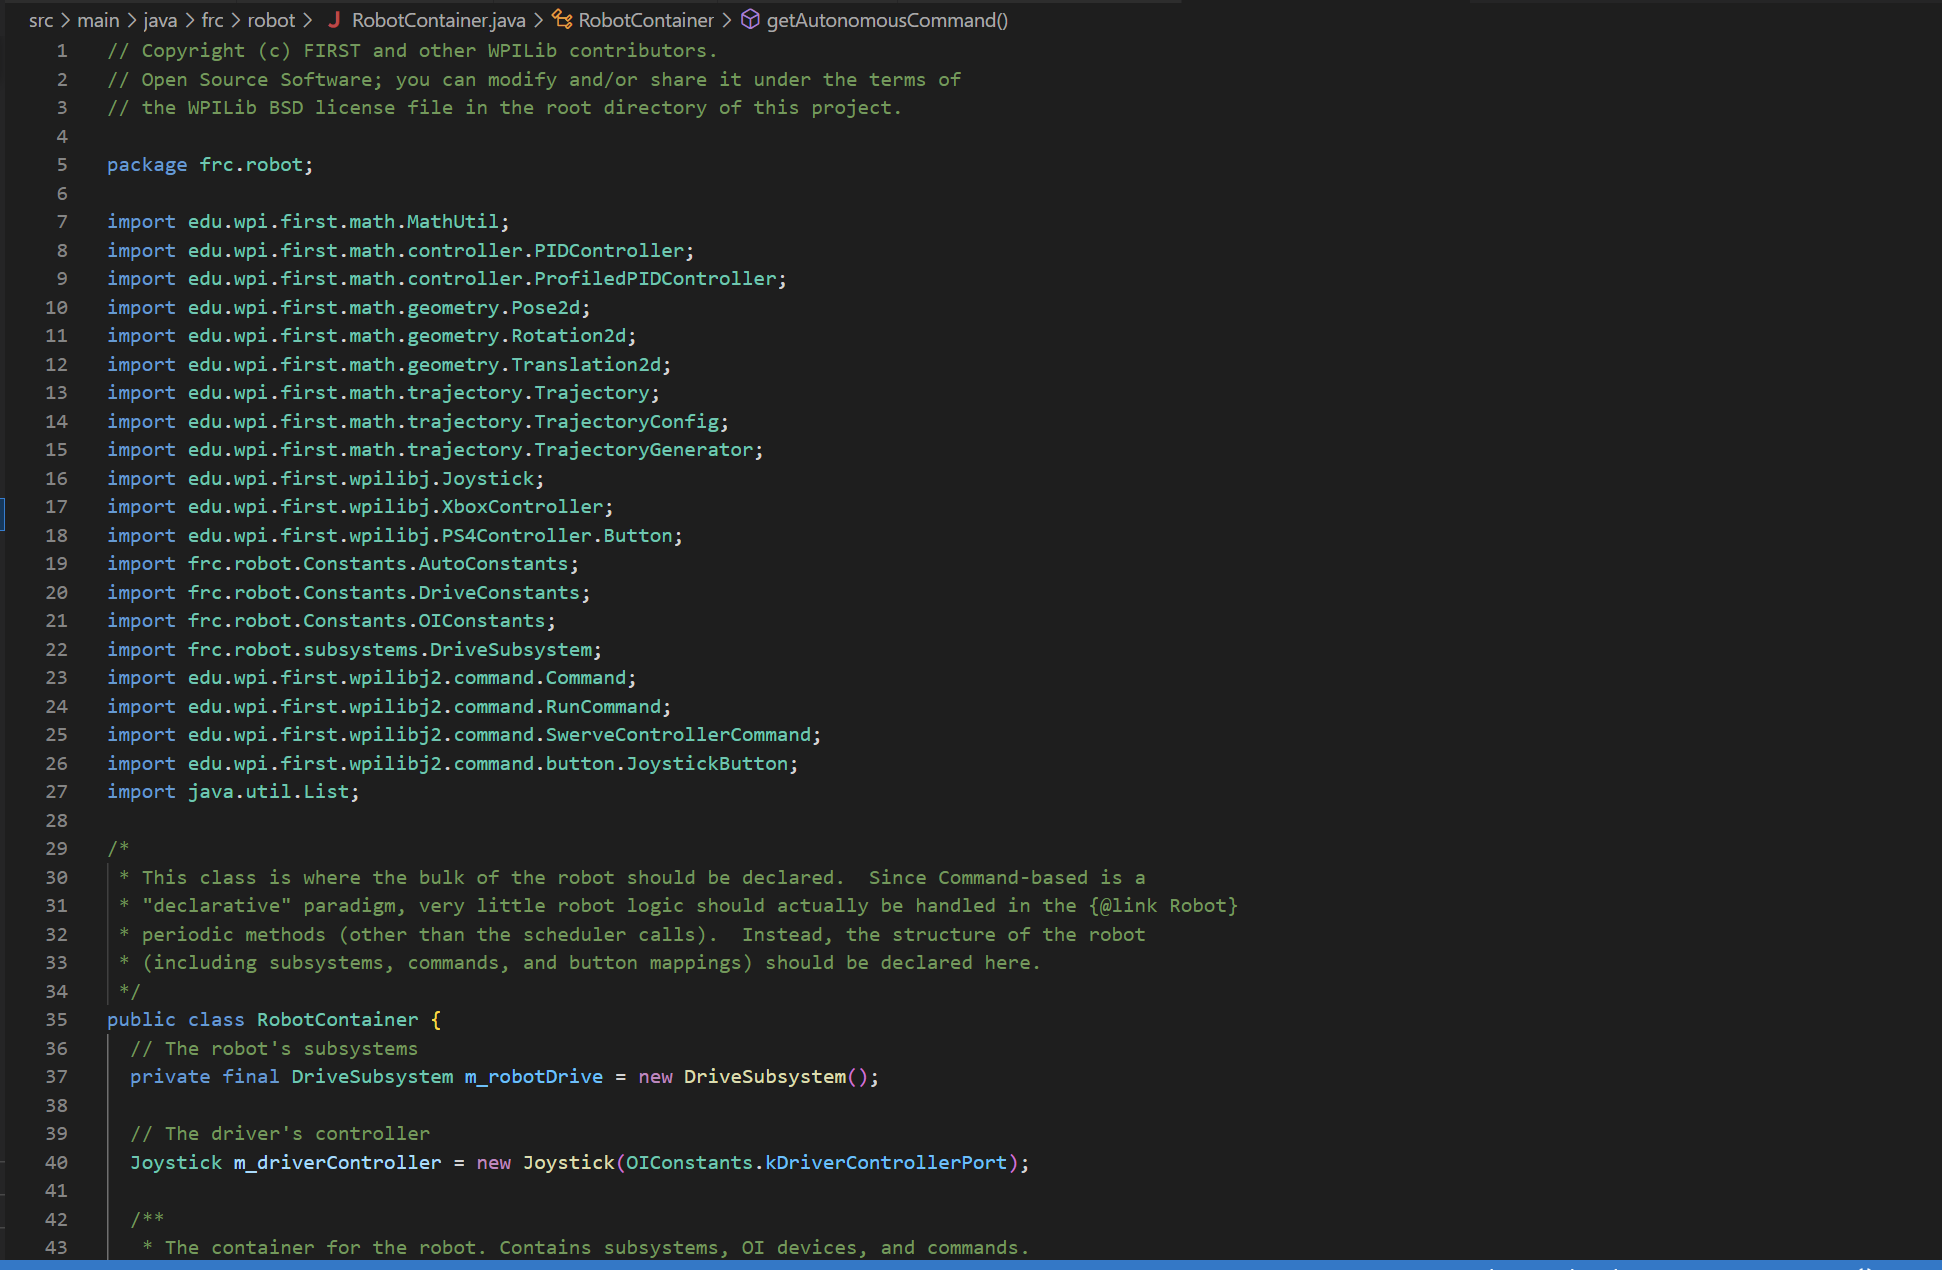 src > main > java > frc > robot > J RobotContainer.java > RobotContainer > getAutonomousCommand()
1 // Copyright (c) FIRST and other WPILib contributors.
2 // Open Source Software; you can modify and/or share it under the terms of
3 // the WPILib BSD license file in the root directory of this project.
4
5 package frc.robot;
6
7 import edu.wpi.first.math.MathUtil;
8 import edu.wpi.first.math.controller.PIDController;
9 import edu.wpi.first.math.controller.ProfiledPIDController;
10 import edu.wpi.first.math.geometry.Pose2d;
11 import edu.wpi.first.math.geometry.Rotation2d;
12 import edu.wpi.first.math.geometry.Translation2d;
13 import edu.wpi.first.math.trajectory.Trajectory;
14 import edu.wpi.first.math.trajectory.TrajectoryConfig;
15 import edu.wpi.first.math.trajectory.TrajectoryGenerator;
16 import edu.wpi.first.wpilibj.Joystick;
17 import edu.wpi.first.wpilibj.XboxController;
18 import edu.wpi.first.wpilibj.PS4Controller.Button;
19 import frc.robot.Constants.AutoConstants;
20 import frc.robot.Constants.DriveConstants;
21 import frc.robot.Constants.OIConstants;
22 import frc.robot.subsystems.DriveSubsystem;
23 import edu.wpi.first.wpilibj2.command.Command;
24 import edu.wpi.first.wpilibj2.command.RunCommand;
25 import edu.wpi.first.wpilibj2.command.SwerveControllerCommand;
26 import edu.wpi.first.wpilibj2.command.button.JoystickButton;
27 import java.util.List;
28
29 /*
30  * This class is where the bulk of the robot should be declared.  Since Command-based is a
31  * "declarative" paradigm, very little robot logic should actually be handled in the {@link Robot}
32  * periodic methods (other than the scheduler calls).  Instead, the structure of the robot
33  * (including subsystems, commands, and button mappings) should be declared here.
34  */
35 public class RobotContainer {
36   // The robot's subsystems
37   private final DriveSubsystem m_robotDrive = new DriveSubsystem();
38
39   // The driver's controller
40   Joystick m_driverController = new Joystick(OIConstants.kDriverControllerPort);
41
42   /**
43    * The container for the robot. Contains subsystems, OI devices, and commands.